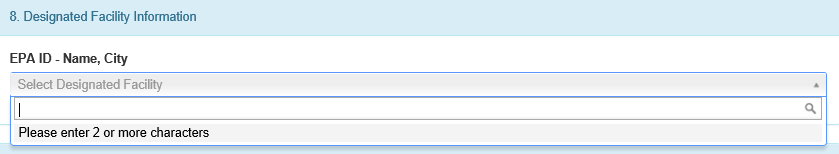 8. Designated Facility Information
EPA ID - Name, City
Select Designated Facility
Please enter 2 or more characters